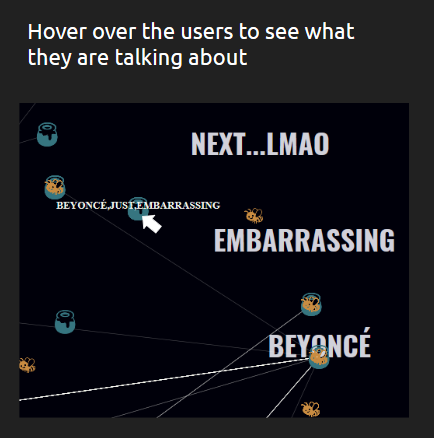 Hover over the users to see what
they are talking about
NEXT...LMAO
BEYONCÉ,JUST,EMBARRASSING
EMBARRASSING
BEYONCÉ